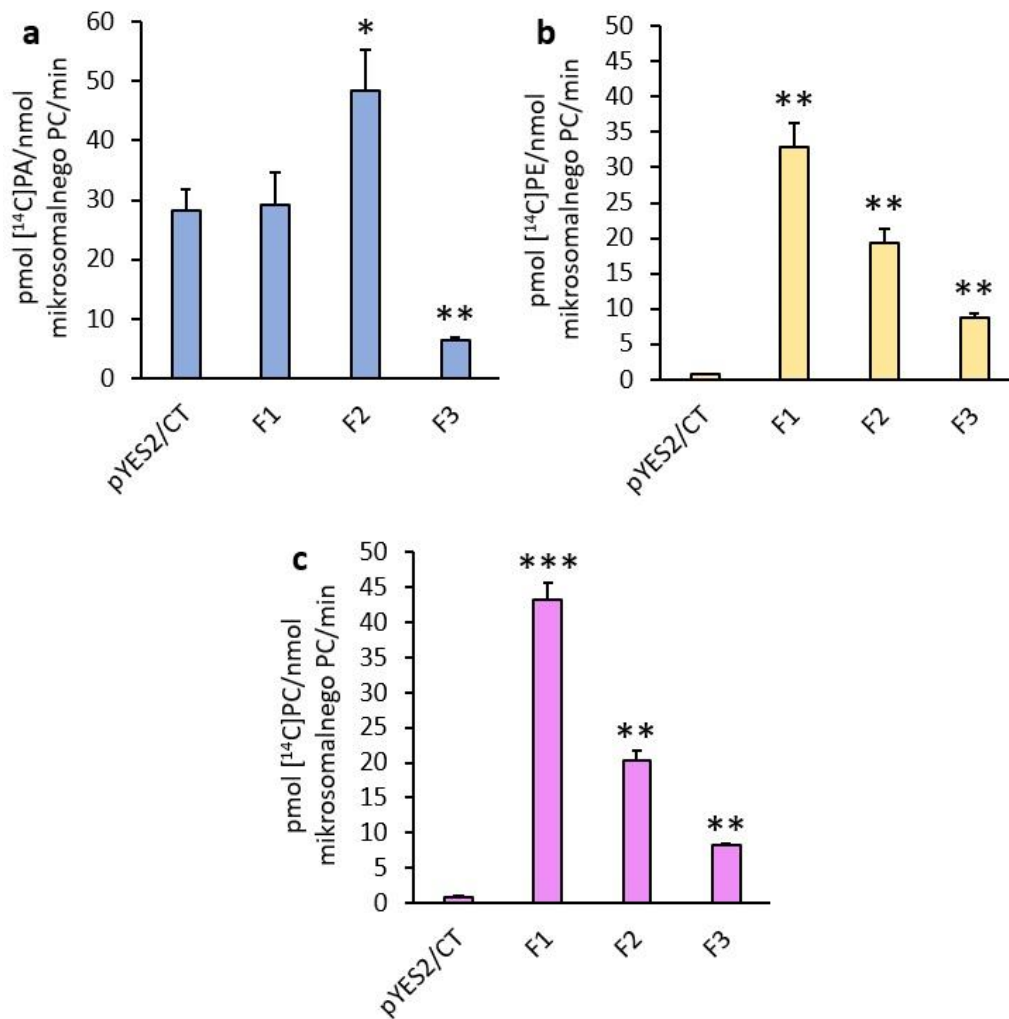 a
pmol [¹⁴C]PA/nmol
mikrosomalnego PC/min
60
50
40
30
20
10
0
*
**
pYES2/CT
F1
F2
F3
b
pmol [¹⁴C]PE/nmol
mikrosomalnego PC/min
50
45
40
35
30
25
20
15
10
5
0
**
**
**
pYES2/CT
F1
F2
F3
c
pmol [¹⁴C]PC/nmol
mikrosomalnego PC/min
50
45
40
35
30
25
20
15
10
5
0
***
**
**
pYES2/CT
F1
F2
F3